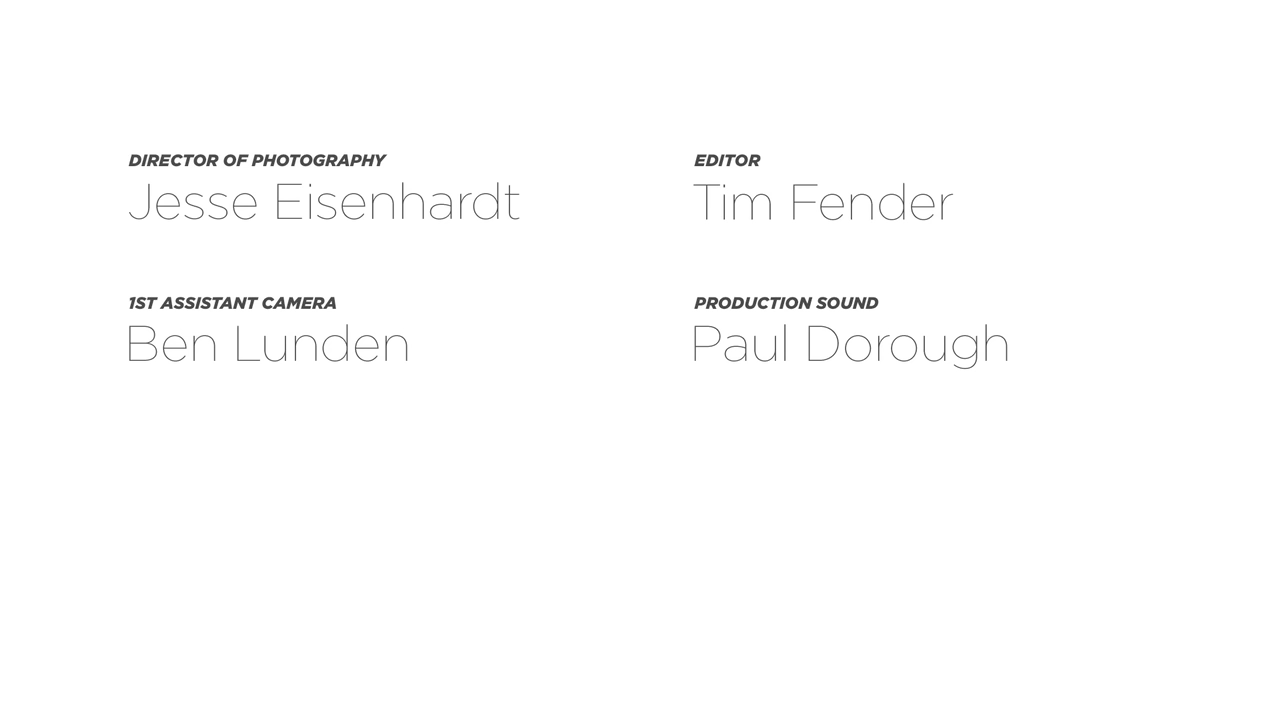 DIRECTOR OF PHOTOGRAPHY
Jesse Eisenhardt
EDITOR
Tim Fender
1ST ASSISTANT CAMERA
Ben Lunden
PRODUCTION SOUND
Paul Dorough